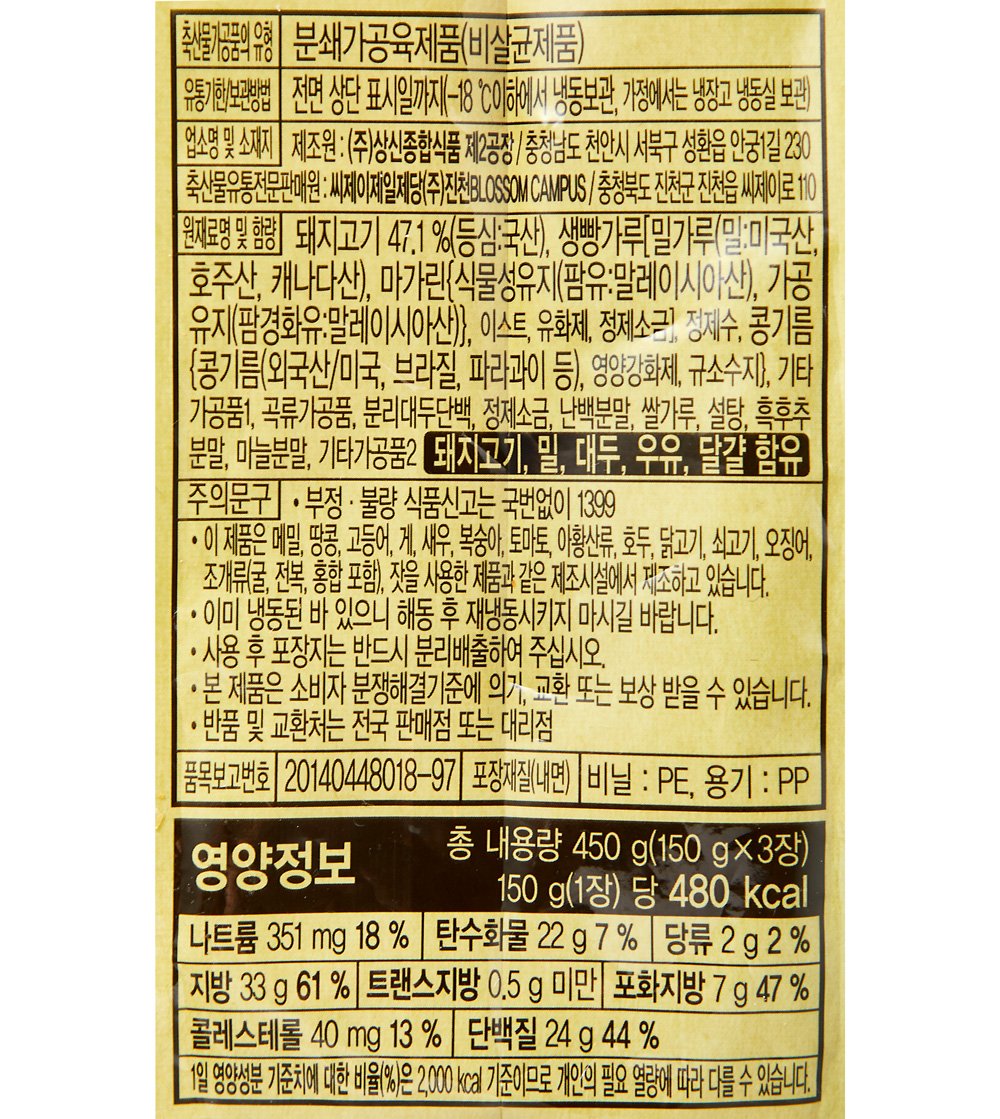 축산물가공품의 유형 분쇄가공육제품(비살균제품)
유통기한/보관방법 전면 상단 표시일까지(-18 ℃이하에서 냉동보관, 가정에서는 냉장고 냉동실 보관)
업소명 및 소재지 제조원 : (주)상신종합식품 제2공장 / 충청남도 천안시 서북구 성환읍 안궁1길 230
축산물유통전문판매원 : 씨제이제일제당(주)진천BLOSSOM CAMPUS / 충청북도 진천군 진천읍 씨제이로 110
원재료명 및 함량 돼지고기 47.1 %(등심:국산), 생빵가루[밀가루(밀:미국산,
호주산, 캐나다산), 마가린{식물성유지(팜유:말레이시아산), 가공
유지(팜경화유:말레이시아산)}, 이스트, 유화제, 정제소금], 정제수, 콩기름
{콩기름(외국산/미국, 브라질, 파라과이 등), 영양강화제, 규소수지}, 기타
가공품1, 곡류가공품, 분리대두단백, 정제소금, 난백분말, 쌀가루, 설탕, 흑후추
분말, 마늘분말, 기타가공품2 돼지고기, 밀, 대두, 우유, 달걀 함유
주의문구 • 부정 · 불량 식품신고는 국번없이 1399
• 이 제품은 메밀, 땅콩, 고등어, 게, 새우, 복숭아, 토마토, 아황산류, 호두, 닭고기, 쇠고기, 오징어,
조개류(굴, 전복, 홍합 포함), 잣을 사용한 제품과 같은 제조시설에서 제조하고 있습니다.
• 이미 냉동된 바 있으니 해동 후 재냉동시키지 마시길 바랍니다.
• 사용 후 포장지는 반드시 분리배출하여 주십시오.
• 본 제품은 소비자 분쟁해결기준에 의거, 교환 또는 보상 받을 수 있습니다.
• 반품 및 교환처는 전국 판매점 또는 대리점
품목보고번호 20140448018-97 포장재질(내면) 비닐 : PE, 용기 : PP
영양정보 총 내용량 450 g(150 g×3장)
150 g(1장) 당 480 kcal
나트륨 351 mg 18 % 탄수화물 22 g 7 % 당류 2 g 2 %
지방 33 g 61 % 트랜스지방 0.5 g 미만 포화지방 7 g 47 %
콜레스테롤 40 mg 13 % 단백질 24 g 44 %
1일 영양성분 기준치에 대한 비율(%)은 2,000 kcal 기준이므로 개인의 필요 열량에 따라 다를 수 있습니다.